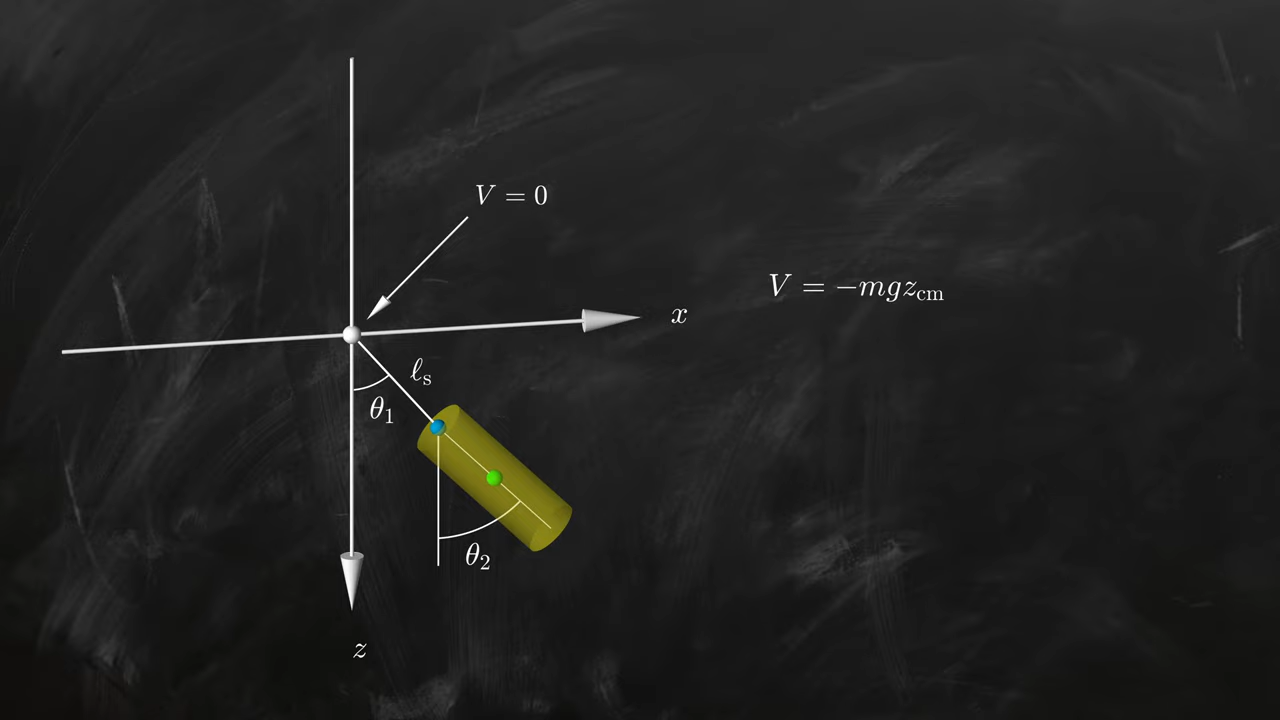 V = 0
V = −mgz_cm
x
ℓ_s
θ_1
θ_2
z